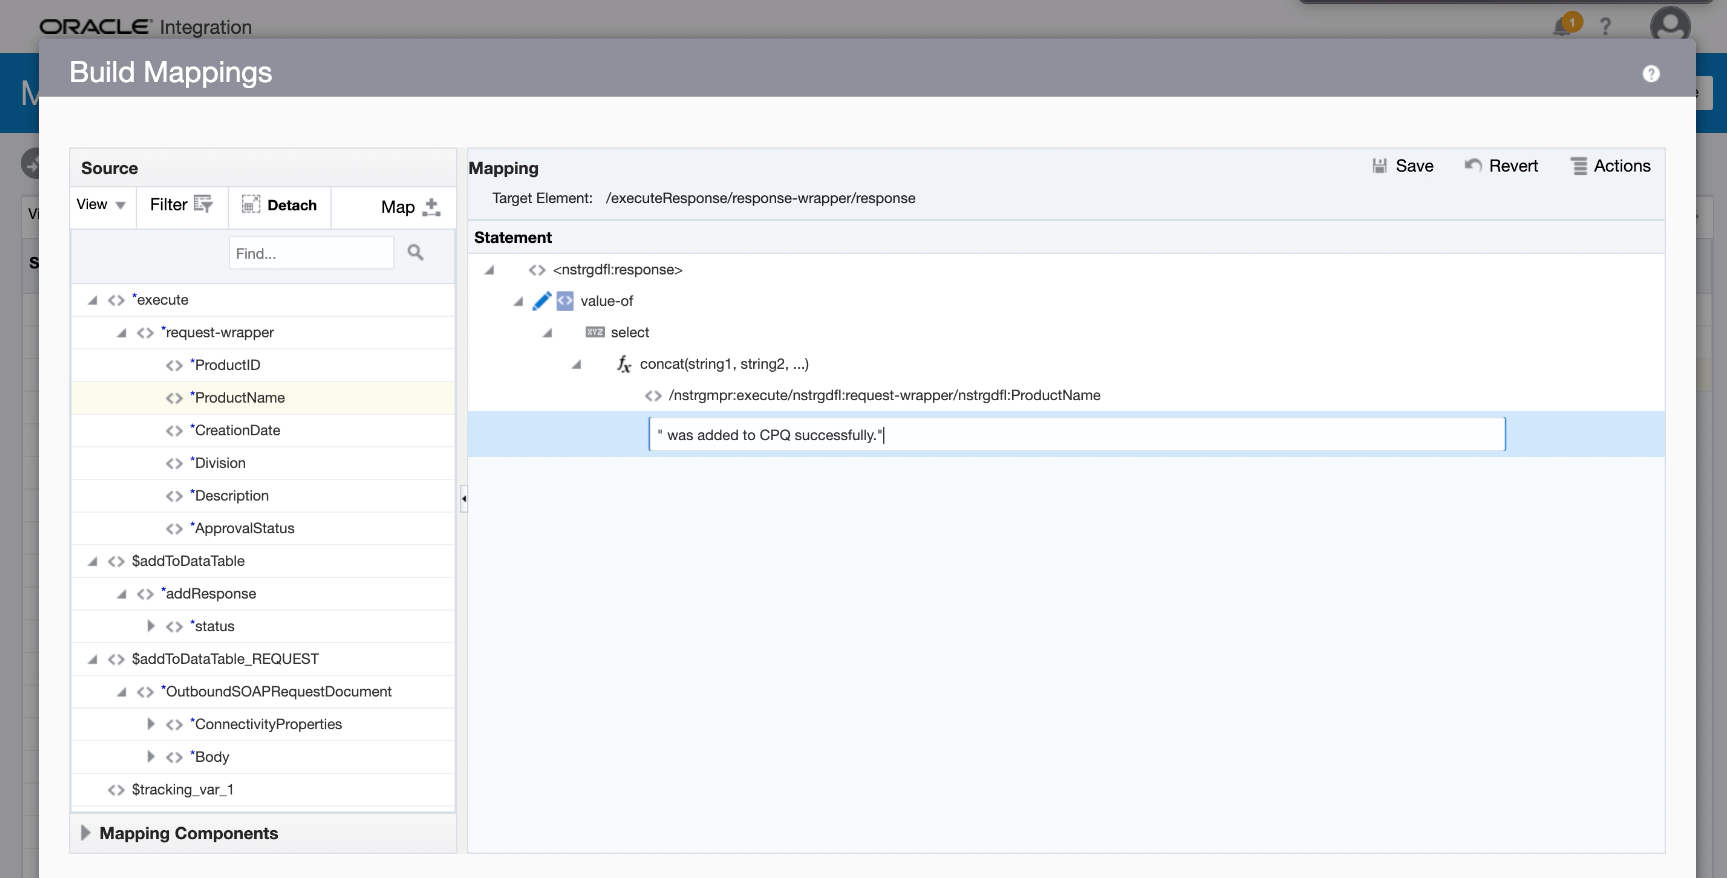 ORACLE Integration
1
?
Build Mappings
?
Source
View
Filter
Detach
Map
Find...
*execute
*request-wrapper
*ProductID
*ProductName
*CreationDate
*Division
*Description
*ApprovalStatus
$addToDataTable
*addResponse
*status
$addToDataTable_REQUEST
*OutboundSOAPRequestDocument
*ConnectivityProperties
*Body
$tracking_var_1
Mapping Components
Mapping
Save
Revert
Actions
Target Element: /executeResponse/response-wrapper/response
Statement
<nstrgdfl:response>
value-of
XYZ select
fx concat(string1, string2, ...)
/nstrgmpr:execute/nstrgdfl:request-wrapper/nstrgdfl:ProductName
" was added to CPQ successfully."